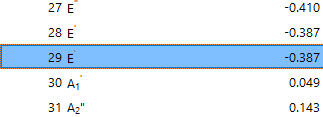 27 E" -0.410
28 E' -0.387
29 E' -0.387
30 A₁' 0.049
31 A₂" 0.143